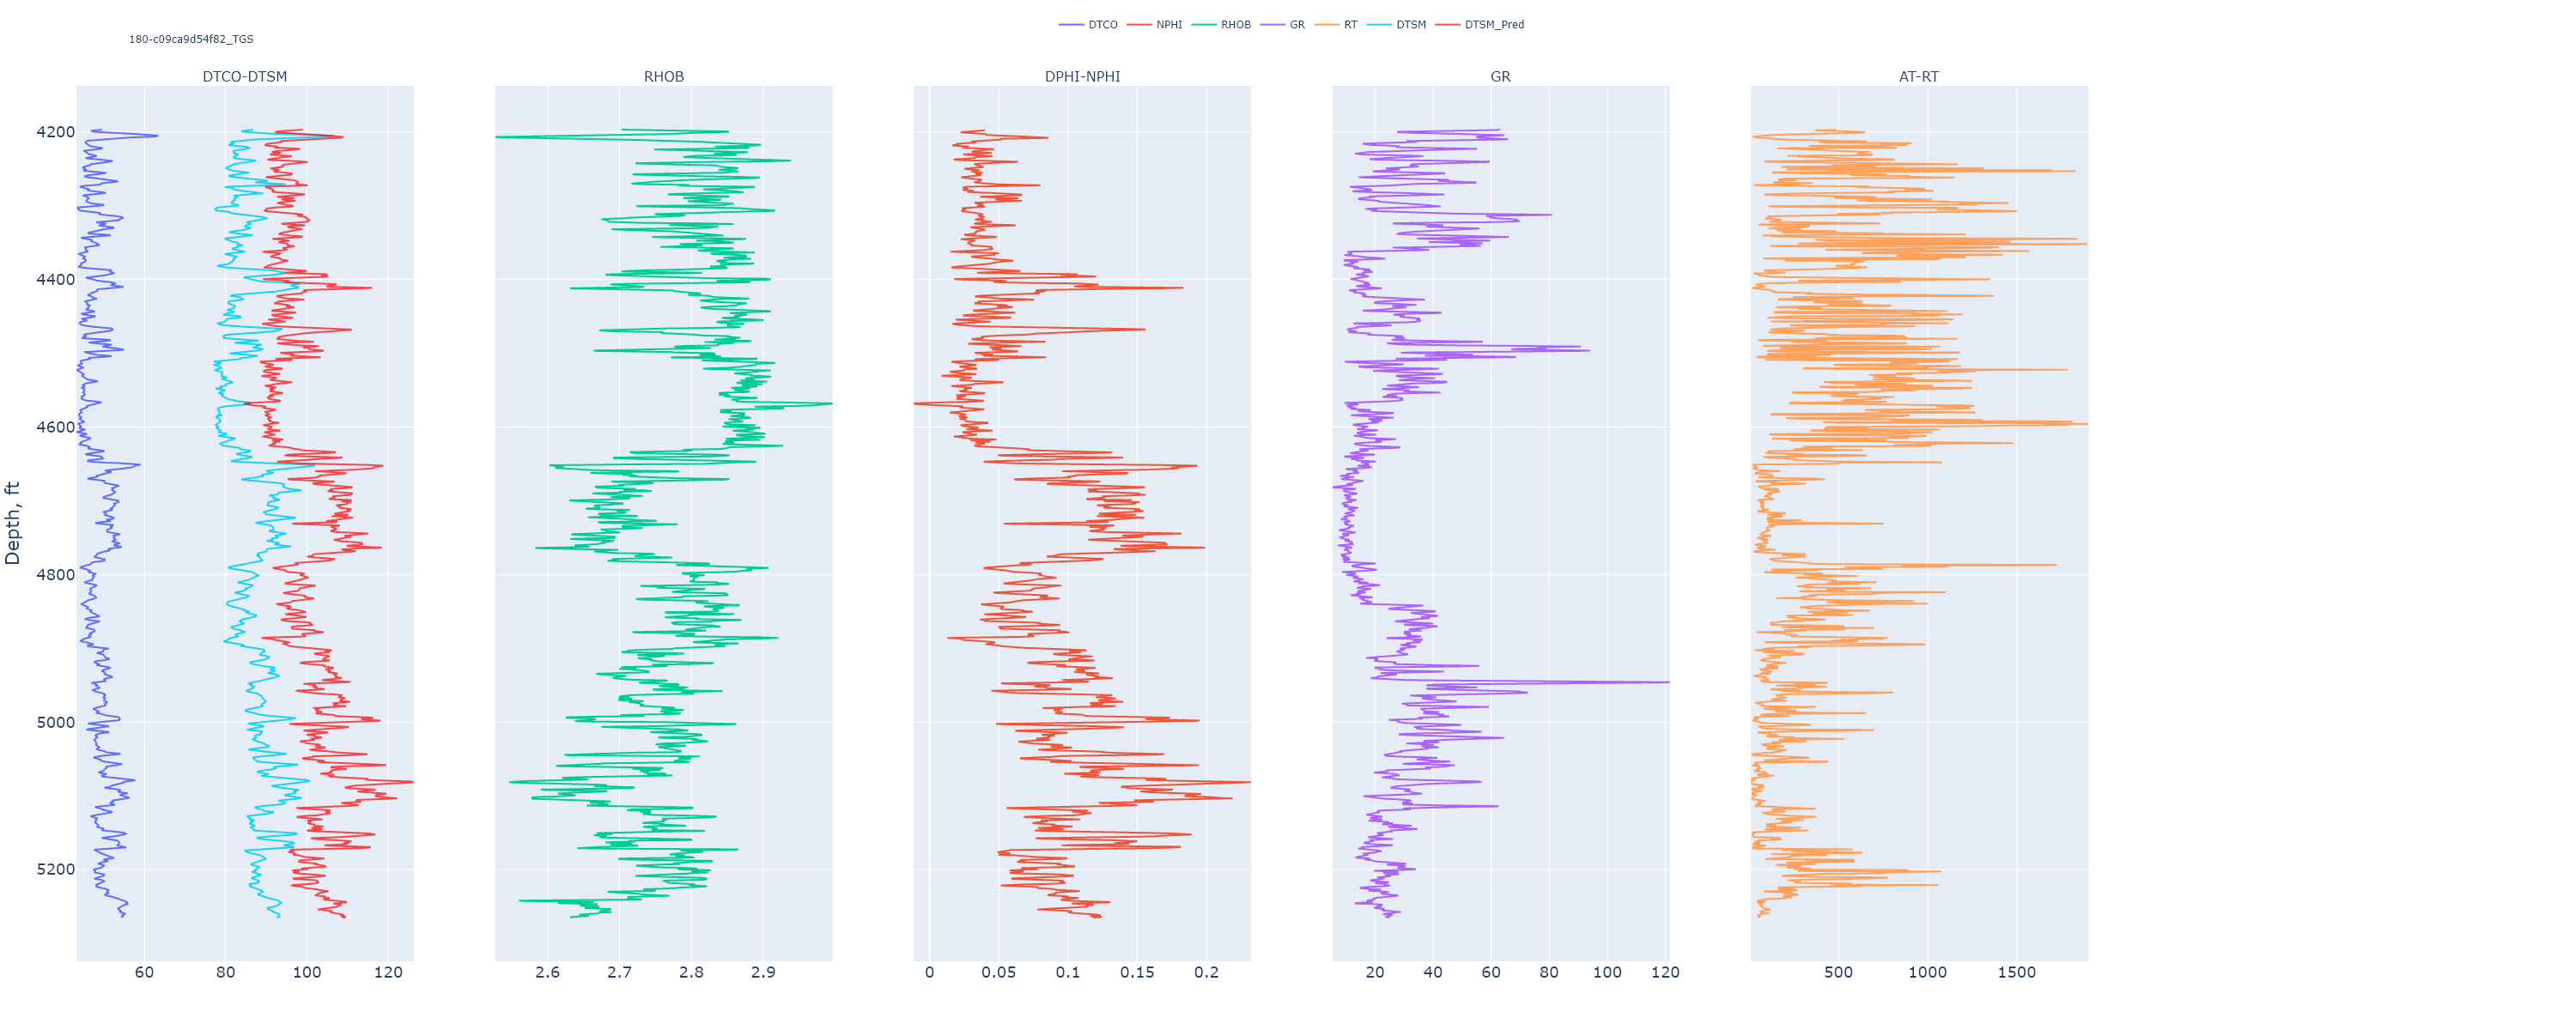 DTCO NPHI RHOB GR RT DTSM DTSM_Pred
180-c09ca9d54f82_TGS
DTCO-DTSM RHOB DPHI-NPHI GR AT-RT
4200
4400
4600
4800
5000
5200
Depth, ft
60 80 100 120 2.6 2.7 2.8 2.9 0 0.05 0.1 0.15 0.2 20 40 60 80 100 120 500 1000 1500